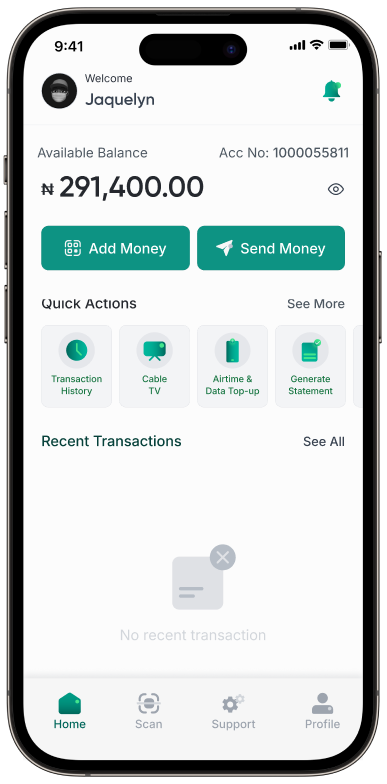 9:41
Welcome
Jaquelyn
Available Balance
Acc No: 1000055811
₦ 291,400.00
Add Money
Send Money
Quick Actions
See More
Transaction
History
Cable
TV
Airtime &
Data Top-up
Generate
Statement
Recent Transactions
See All
No recent transaction
Home
Scan
Support
Profile